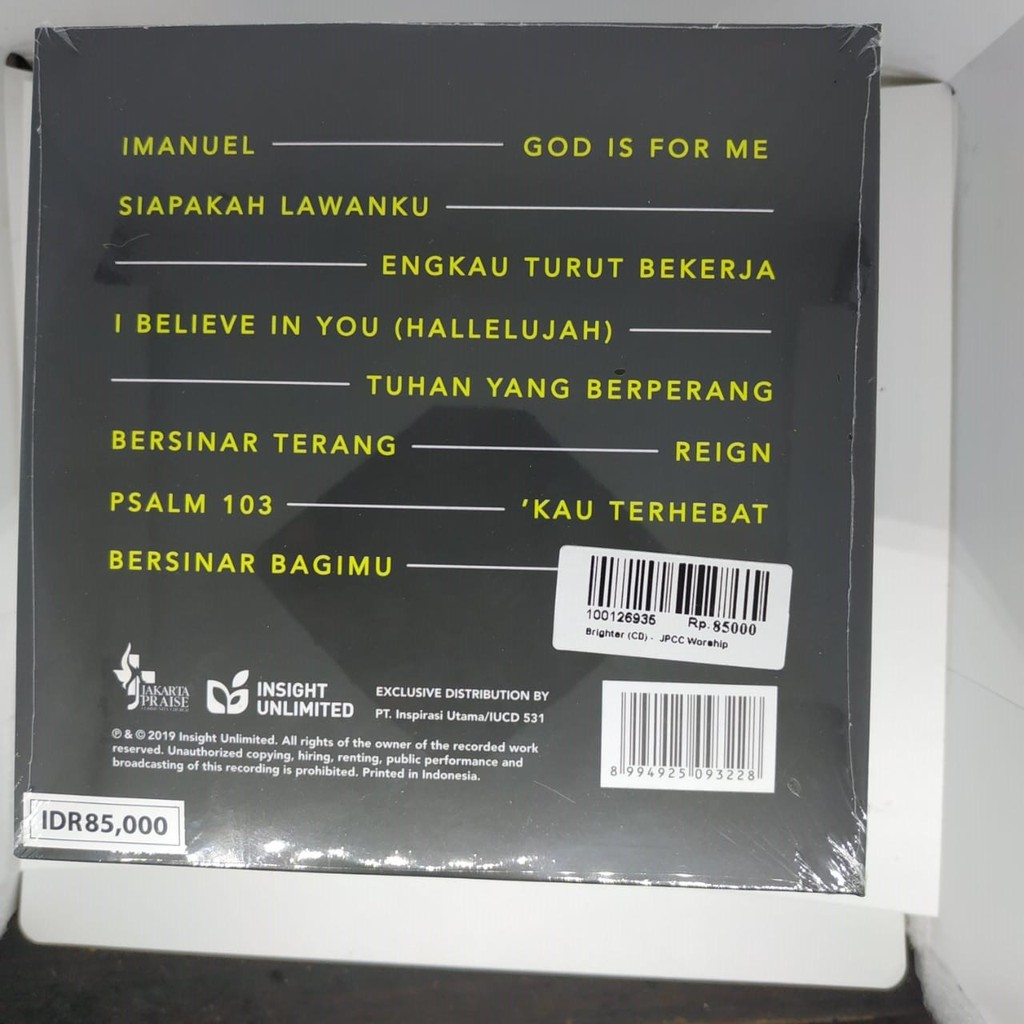 IMANUEL GOD IS FOR ME
SIAPAKAH LAWANKU
ENGKAU TURUT BEKERJA
I BELIEVE IN YOU (HALLELUJAH)
TUHAN YANG BERPERANG
BERSINAR TERANG REIGN
PSALM 103 'KAU TERHEBAT
BERSINAR BAGIMU
100126935 Rp. 85000
Brighter (CD) - JPCC Worship
JAKARTA
PRAISE
COMMUNITY CHURCH
INSIGHT
UNLIMITED
EXCLUSIVE DISTRIBUTION BY
PT. Inspirasi Utama/IUCD 531
℗ & © 2019 Insight Unlimited. All rights of the owner of the recorded work
reserved. Unauthorized copying, hiring, renting, public performance and
broadcasting of this recording is prohibited. Printed in Indonesia.
8 994925 093228
IDR85,000